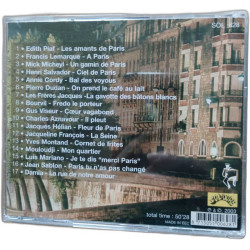 SOL 528
1 • Edith Piaf - Les amants de Paris
2 • Francis Lemarque - A Paris
3 • Mick Micheyl - Un gamin de Paris
4 • Henri Salvador - Ciel de Paris
5 • Annie Cordy - Bal des voyous
6 • Pierre Dudan - On prend le café au lait
7 • Les Frères Jacques - La gavotte des bâtons blancs
8 • Bourvil - Fredo le porteur
9 • Gus Viseur - Cœur vagabond
10 • Charles Aznavour - Il pleut
11 • Jacques Hélian - Fleur de Paris
12 • Jacqueline François - La Seine
13 • Yves Montand - Cornet de frites
14 • Mouloudji - Mon quartier
15 • Luis Mariano - Je te dis "merci Paris"
16 • Jean Sablon - Paris tu n'as pas changé
17 • Damia - La rue de notre amour
total time : 50'28
MADE IN EEC
℗ & © 2003